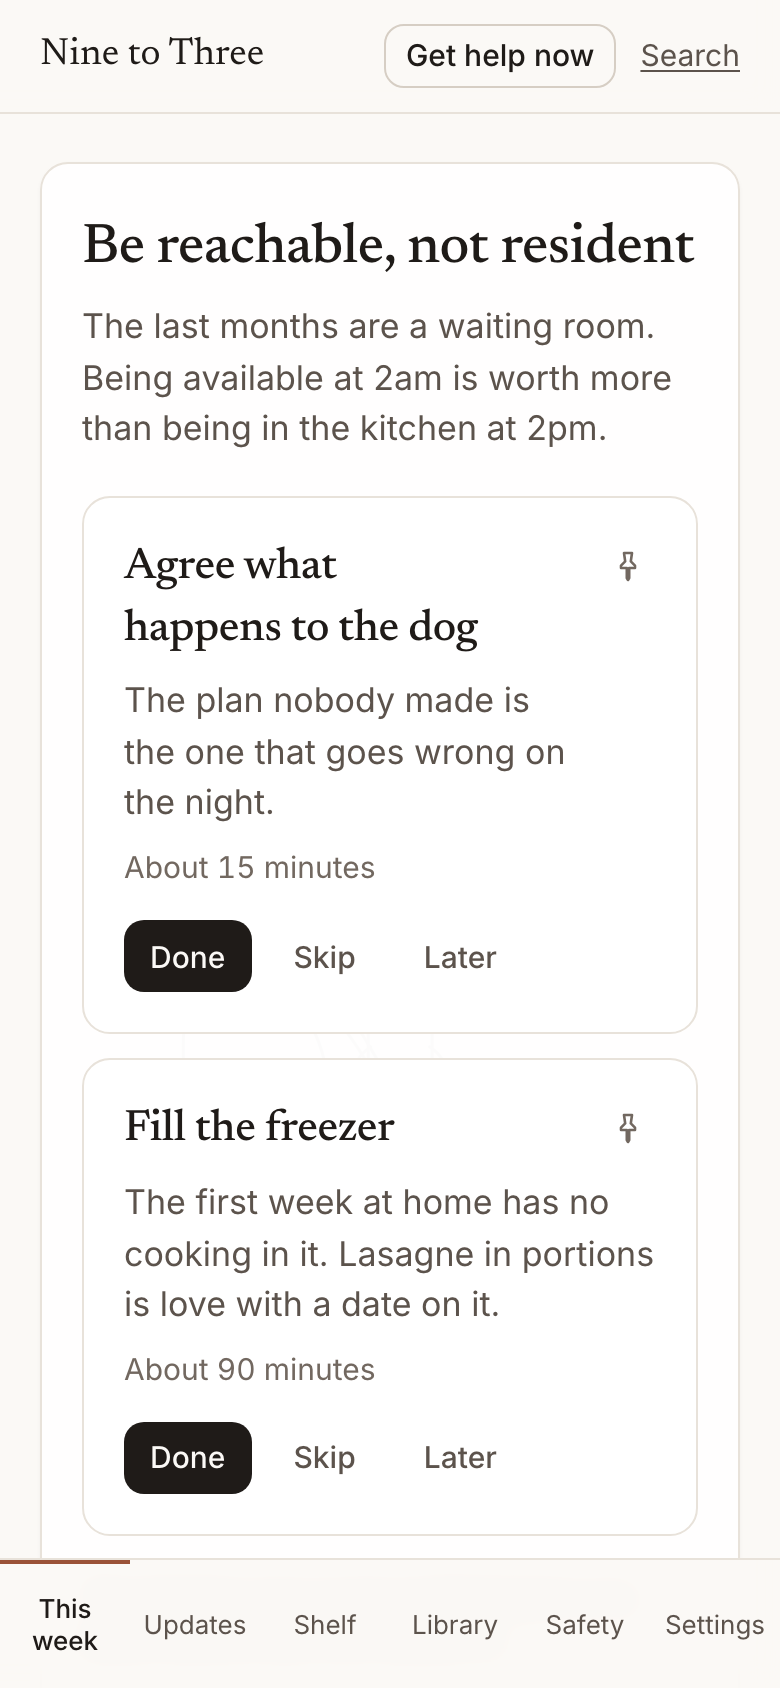 Nine to Three
Get help now
Search
Be reachable, not resident
The last months are a waiting room.
Being available at 2am is worth more
than being in the kitchen at 2pm.
Agree what
happens to the dog
The plan nobody made is
the one that goes wrong on
the night.
About 15 minutes
Done
Skip
Later
Fill the freezer
The first week at home has no
cooking in it. Lasagne in portions
is love with a date on it.
About 90 minutes
Done
Skip
Later
This
week
Updates
Shelf
Library
Safety
Settings